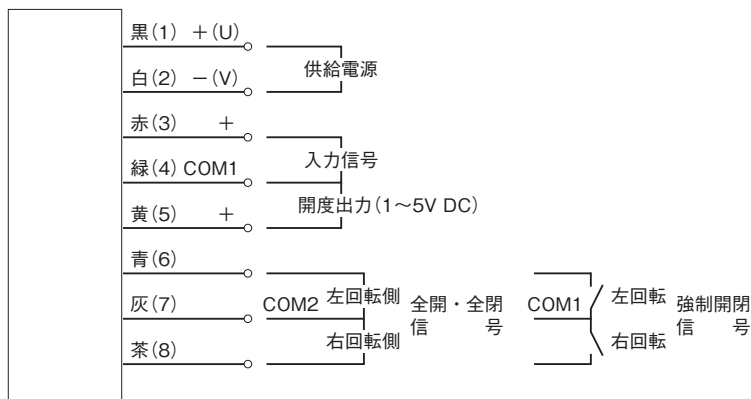 黒(1) +(U)
供給電源
白(2) −(V)
赤(3) +
入力信号
緑(4) COM1
開度出力(1～5V DC)
黄(5) +
青(6)
左回転側
灰(7) COM2
右回転側
茶(8)
全開・全閉
信 号
COM1
左回転
右回転
強制開閉
信 号